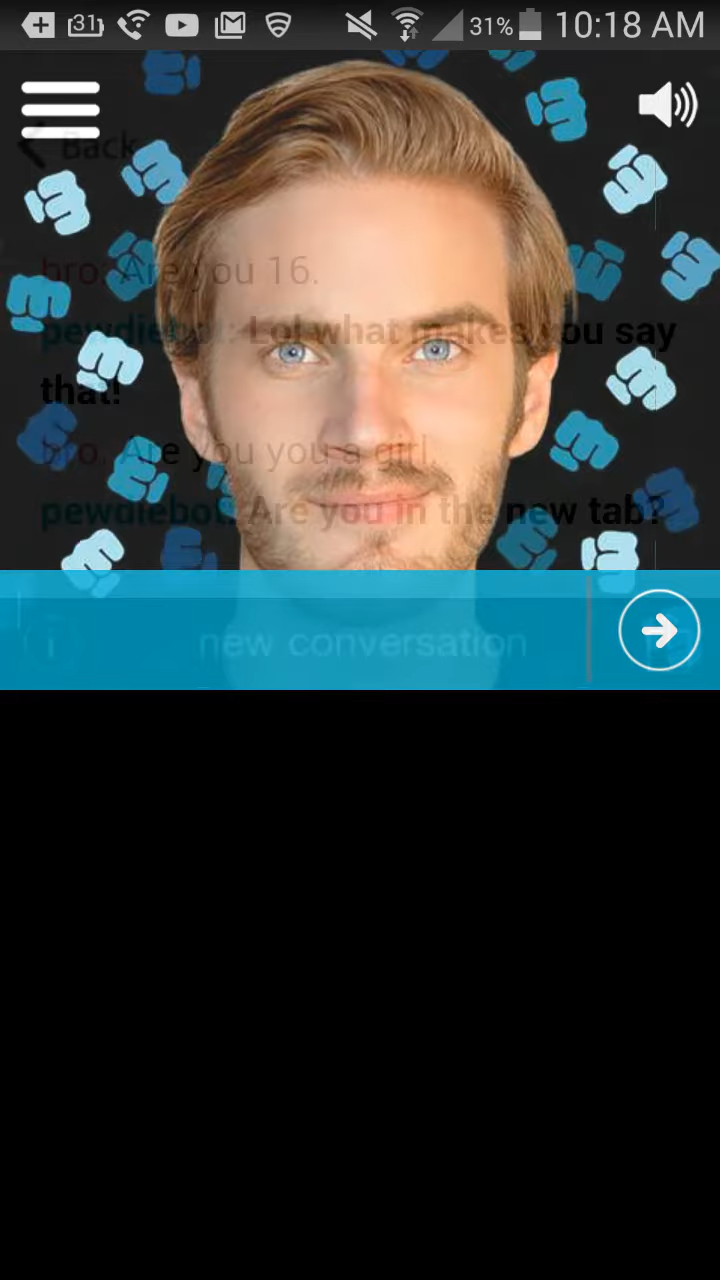 31
31% 10:18 AM
Back
bro: Are you 16.
pewdiebot: Lol what makes you say
that!
bro: Are you you's a girl.
pewdiebot: Are you in the new tab?
new conversation